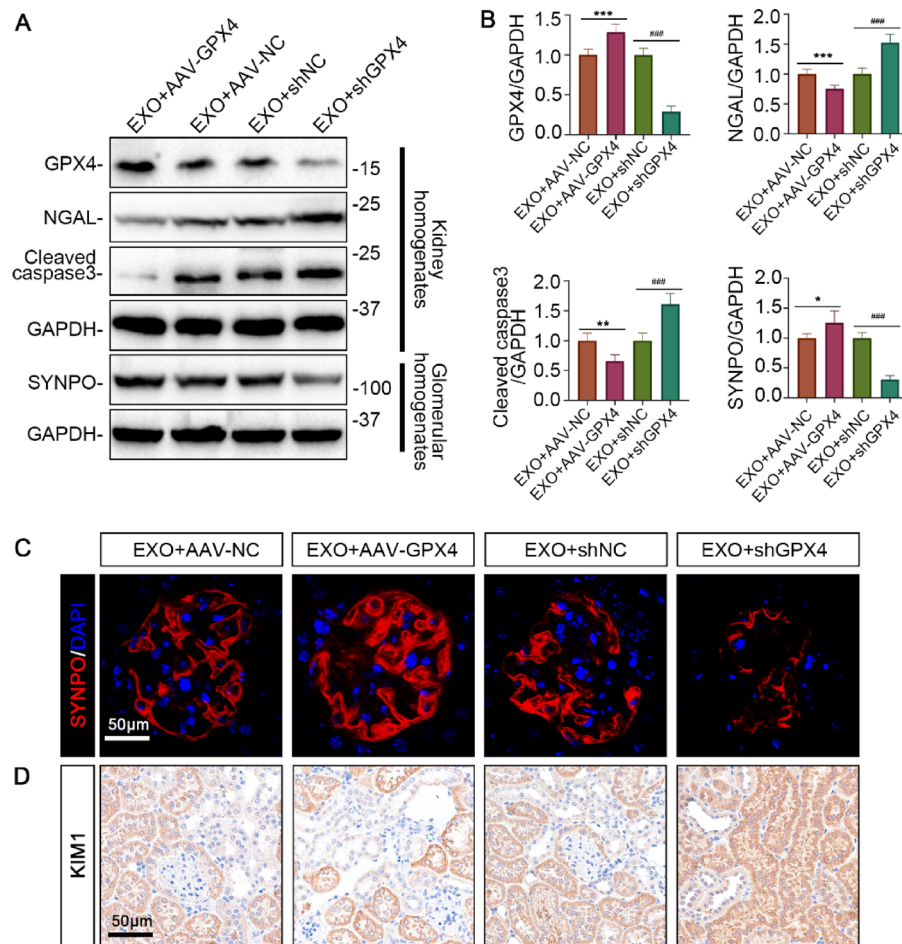 A
EXO+AAV-GPX4
EXO+AAV-NC
EXO+shNC
EXO+shGPX4
GPX4-
-15
NGAL-
-25
Cleaved
caspase3-
-25
GAPDH-
-37
Kidney
homogenates
SYNPO-
-100
GAPDH-
-37
Glomerular
homogenates
B
GPX4/GAPDH
1.5
1.0
0.5
0.0
***
###
EXO+AAV-NC
EXO+AAV-GPX4
EXO+shNC
EXO+shGPX4
NGAL/GAPDH
2.0
1.5
1.0
0.5
0.0
***
###
EXO+AAV-NC
EXO+AAV-GPX4
EXO+shNC
EXO+shGPX4
Cleaved caspase3
/GAPDH
2.0
1.5
1.0
0.5
0.0
**
###
EXO+AAV-NC
EXO+AAV-GPX4
EXO+shNC
EXO+shGPX4
SYNPO/GAPDH
2.0
1.5
1.0
0.5
0.0
*
###
EXO+AAV-NC
EXO+AAV-GPX4
EXO+shNC
EXO+shGPX4
C
EXO+AAV-NC
EXO+AAV-GPX4
EXO+shNC
EXO+shGPX4
SYNPO/DAPI
50μm
D
KIM1
50μm